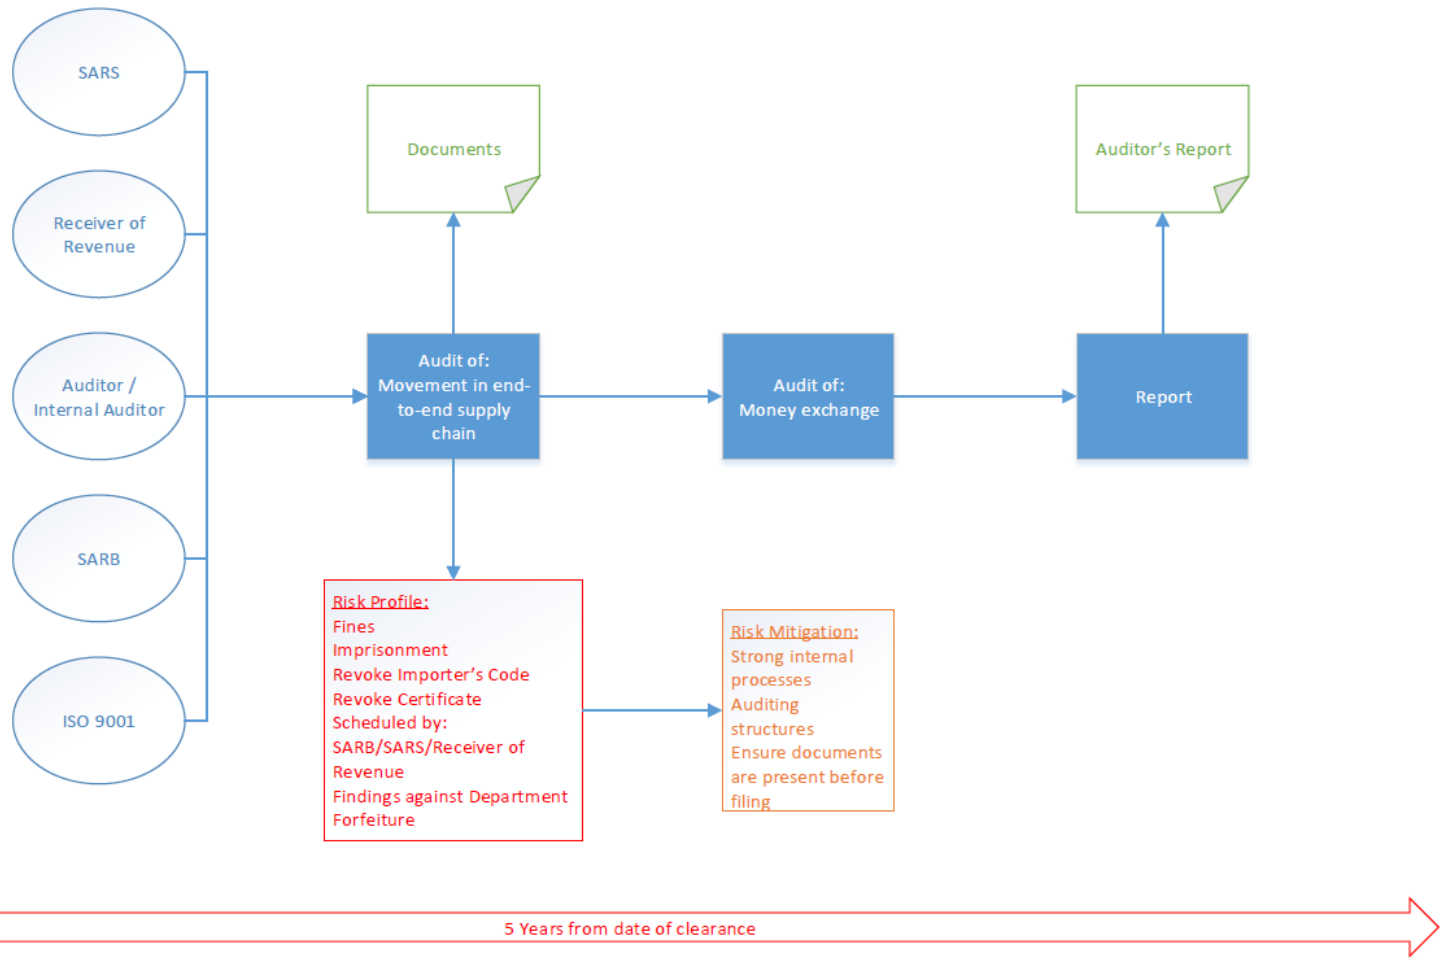 SARS
Receiver of
Revenue
Auditor /
Internal Auditor
SARB
ISO 9001
Documents
Auditor’s Report
Audit of:
Movement in end-
to-end supply
chain
Audit of:
Money exchange
Report
Risk Profile:
Fines
Imprisonment
Revoke Importer’s Code
Revoke Certificate
Scheduled by:
SARB/SARS/Receiver of
Revenue
Findings against Department
Forfeiture
Risk Mitigation:
Strong internal
processes
Auditing
structures
Ensure documents
are present before
filing
5 Years from date of clearance